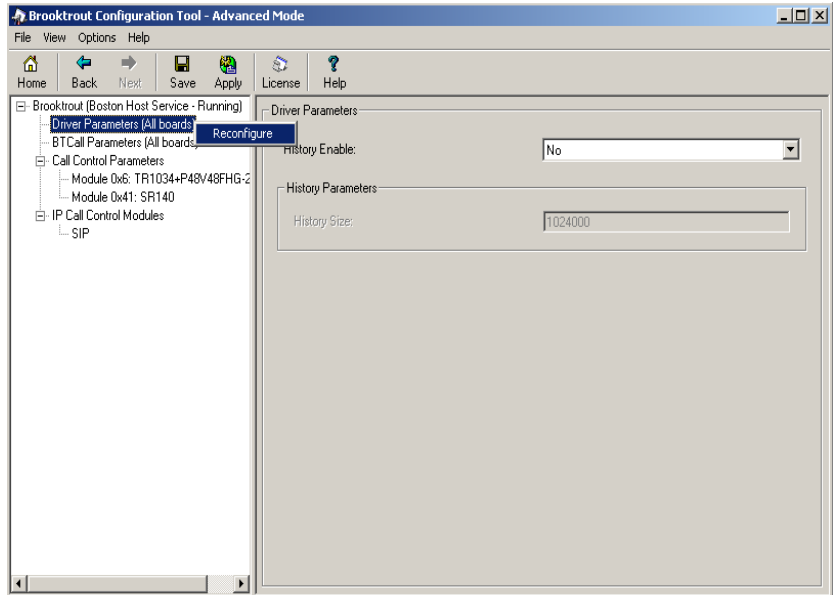 Brooktrout Configuration Tool - Advanced Mode
File View Options Help
Home Back Next Save Apply License Help
Brooktrout (Boston Host Service - Running)
Driver Parameters (All boards)
Reconfigure
BTCall Parameters (All boards)
Call Control Parameters
Module 0x6: TR1034+P48V48FHG-2
Module 0x41: SR140
IP Call Control Modules
SIP
Driver Parameters
History Enable:
No
History Parameters
History Size:
1024000